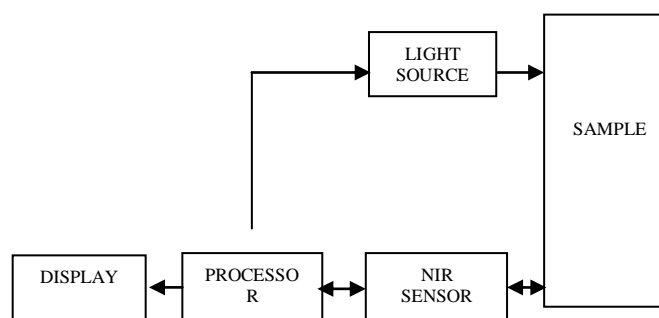 LIGHT
SOURCE
SAMPLE
DISPLAY
PROCESSO
R
NIR
SENSOR